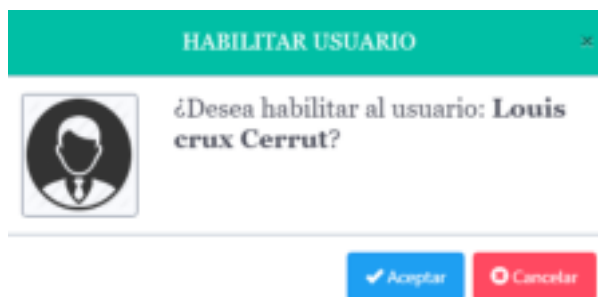 HABILITAR USUARIO ×
¿Desea habilitar al usuario: Louis
crux Cerrut?
Aceptar Cancelar